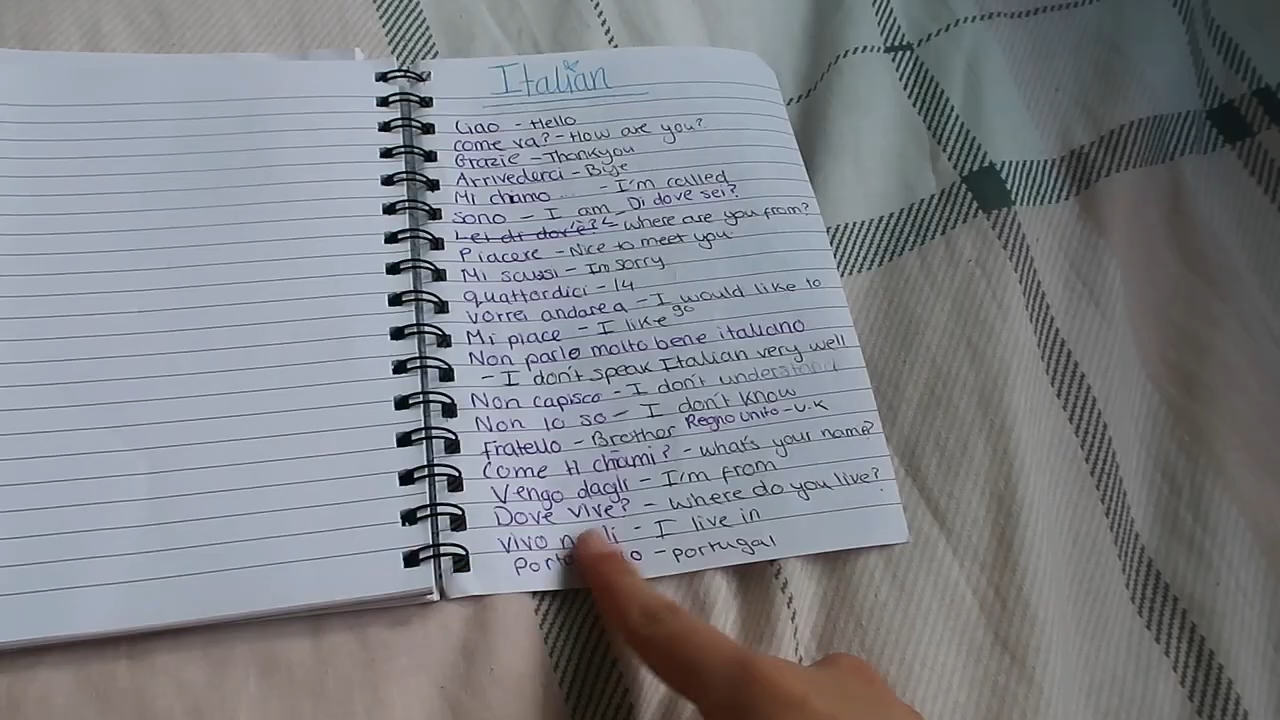 Italian
Ciao - Hello
come va? - How are you?
Grazie - Thankyou
Arrivederci - Bye
Mi chiamo ... - I'm called
Sono - I am Di dove sei?
- where are you from?
Piacere - Nice to meet you.
Mi scussi - Im sorry
quattordici - 14
vorrei andarea - I would like to
go
Mi piace - I like
Non parlo molto bene italiano
- I don't speak Italian very well
Non capisco - I don't understand
Non lo so - I don't know
Fratello - Brother Regno unito - U.K
Come ti chiami? - whats your name?
Vengo dagli - I'm from
Dove vive? - Where do you live?
Vivo - I live in
- portugal